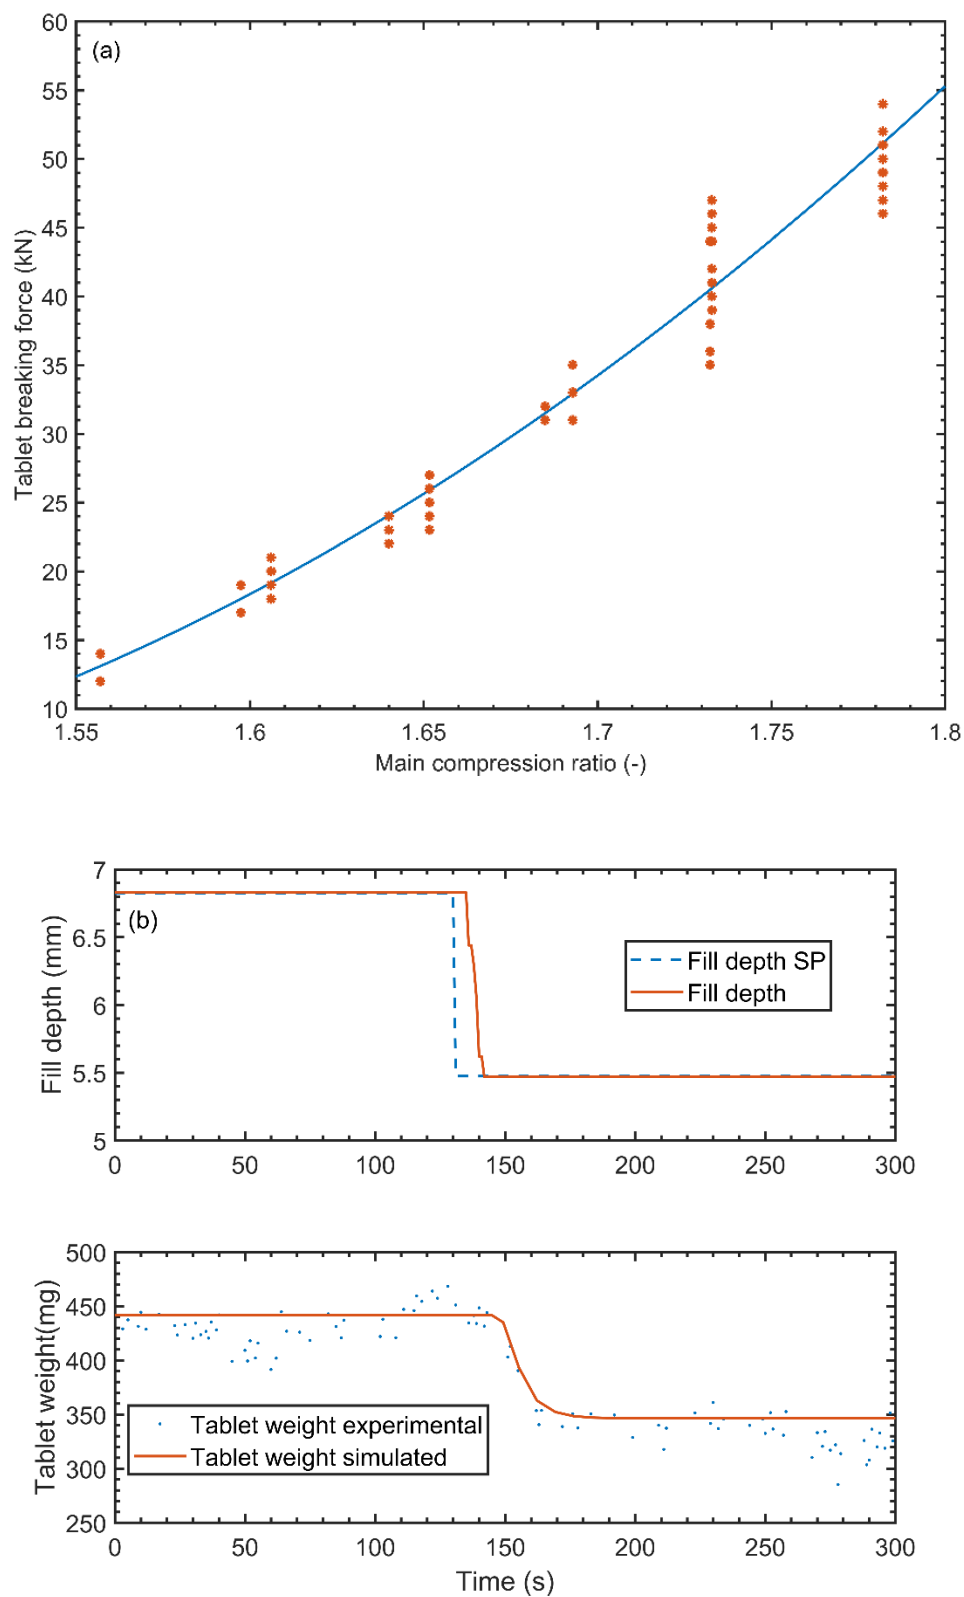 (a)
60
55
50
45
40
35
30
25
20
15
10
Tablet breaking force (kN)
1.55 1.6 1.65 1.7 1.75 1.8
Main compression ratio (-)
(b)
7
6.5
6
5.5
5
Fill depth (mm)
Fill depth SP
Fill depth
0 50 100 150 200 250 300
500
450
400
350
300
250
Tablet weight(mg)
Tablet weight experimental
Tablet weight simulated
0 50 100 150 200 250 300
Time (s)